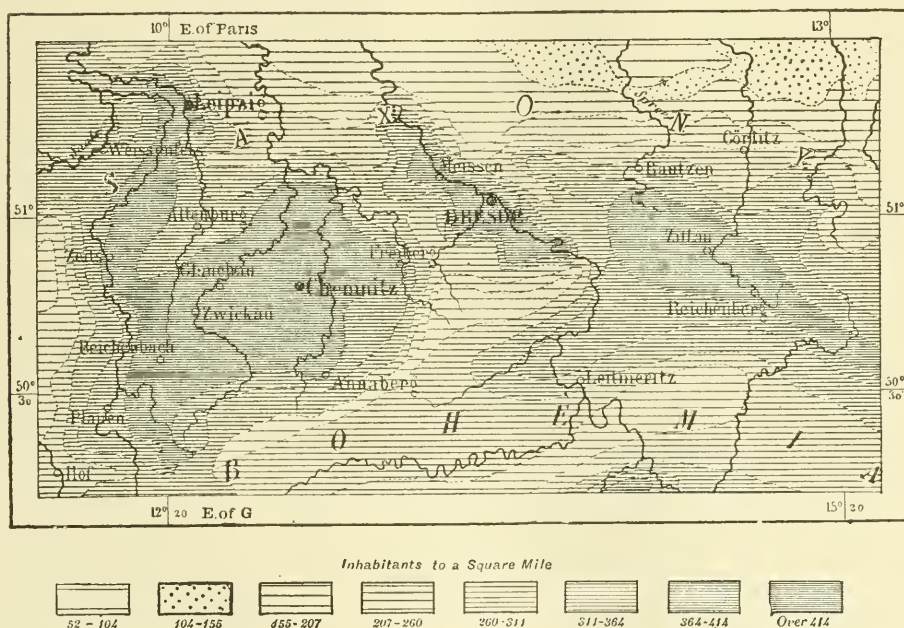 10° E. of Paris 13°
Leipzig
XO O
A N Y
Görlitz
Weissenfels Meissen Bautzen
S
51° Altenburg DRESDEN 51°
Zeitz Freiberg Zittau
Glauchau
Chemnitz
Zwickau Reichenberg
Reichenbach
50° 30' Annaberg Leitmeritz 50° 30'
Plauen
H E M
B O I A
Hof
12° 20 E. of G 15° 20
Inhabitants to a Square Mile
52-104 104-155 155-207 207-260 260-311 311-364 364-414 Over 414